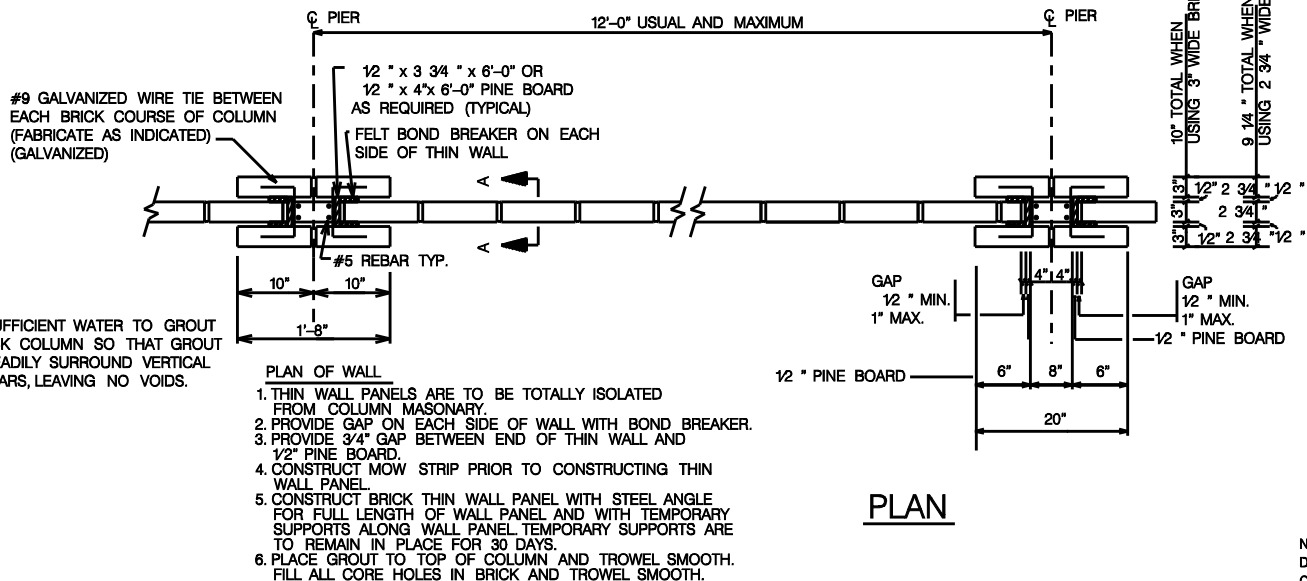 ℄ PIER
12'-0" USUAL AND MAXIMUM
℄ PIER
1/2 " x 3 3/4 " x 6'-0" OR
1/2 " x 4"x 6'-0" PINE BOARD
AS REQUIRED (TYPICAL)
#9 GALVANIZED WIRE TIE BETWEEN
EACH BRICK COURSE OF COLUMN
(FABRICATE AS INDICATED)
(GALVANIZED)
FELT BOND BREAKER ON EACH
SIDE OF THIN WALL
10" TOTAL WHEN
USING 3" WIDE
9 1/4 " TOTAL WHEN
USING 2 3/4 " WIDE
A
A
3"
3"
3"
1/2" 2 3/4 " 1/2 "
2 3/4 "
1/2" 2 3/4 " 1/2 "
#5 REBAR TYP.
10"
10"
1'-8"
4" 4"
GAP
1/2 " MIN.
1" MAX.
GAP
1/2 " MIN.
1" MAX.
1/2 " PINE BOARD
1/2 " PINE BOARD
6"
8"
6"
20"
WATER TO GROUT
COLUMN SO THAT GROUT
SURROUND VERTICAL
LEAVING NO VOIDS.
PLAN OF WALL
1. THIN WALL PANELS ARE TO BE TOTALLY ISOLATED
FROM COLUMN MASONARY.
2. PROVIDE GAP ON EACH SIDE OF WALL WITH BOND BREAKER.
3. PROVIDE 3/4" GAP BETWEEN END OF THIN WALL AND
1/2" PINE BOARD.
4. CONSTRUCT MOW STRIP PRIOR TO CONSTRUCTING THIN
WALL PANEL.
5. CONSTRUCT BRICK THIN WALL PANEL WITH STEEL ANGLE
FOR FULL LENGTH OF WALL PANEL AND WITH TEMPORARY
SUPPORTS ALONG WALL PANEL. TEMPORARY SUPPORTS ARE
TO REMAIN IN PLACE FOR 30 DAYS.
6. PLACE GROUT TO TOP OF COLUMN AND TROWEL SMOOTH.
FILL ALL CORE HOLES IN BRICK AND TROWEL SMOOTH.
PLAN